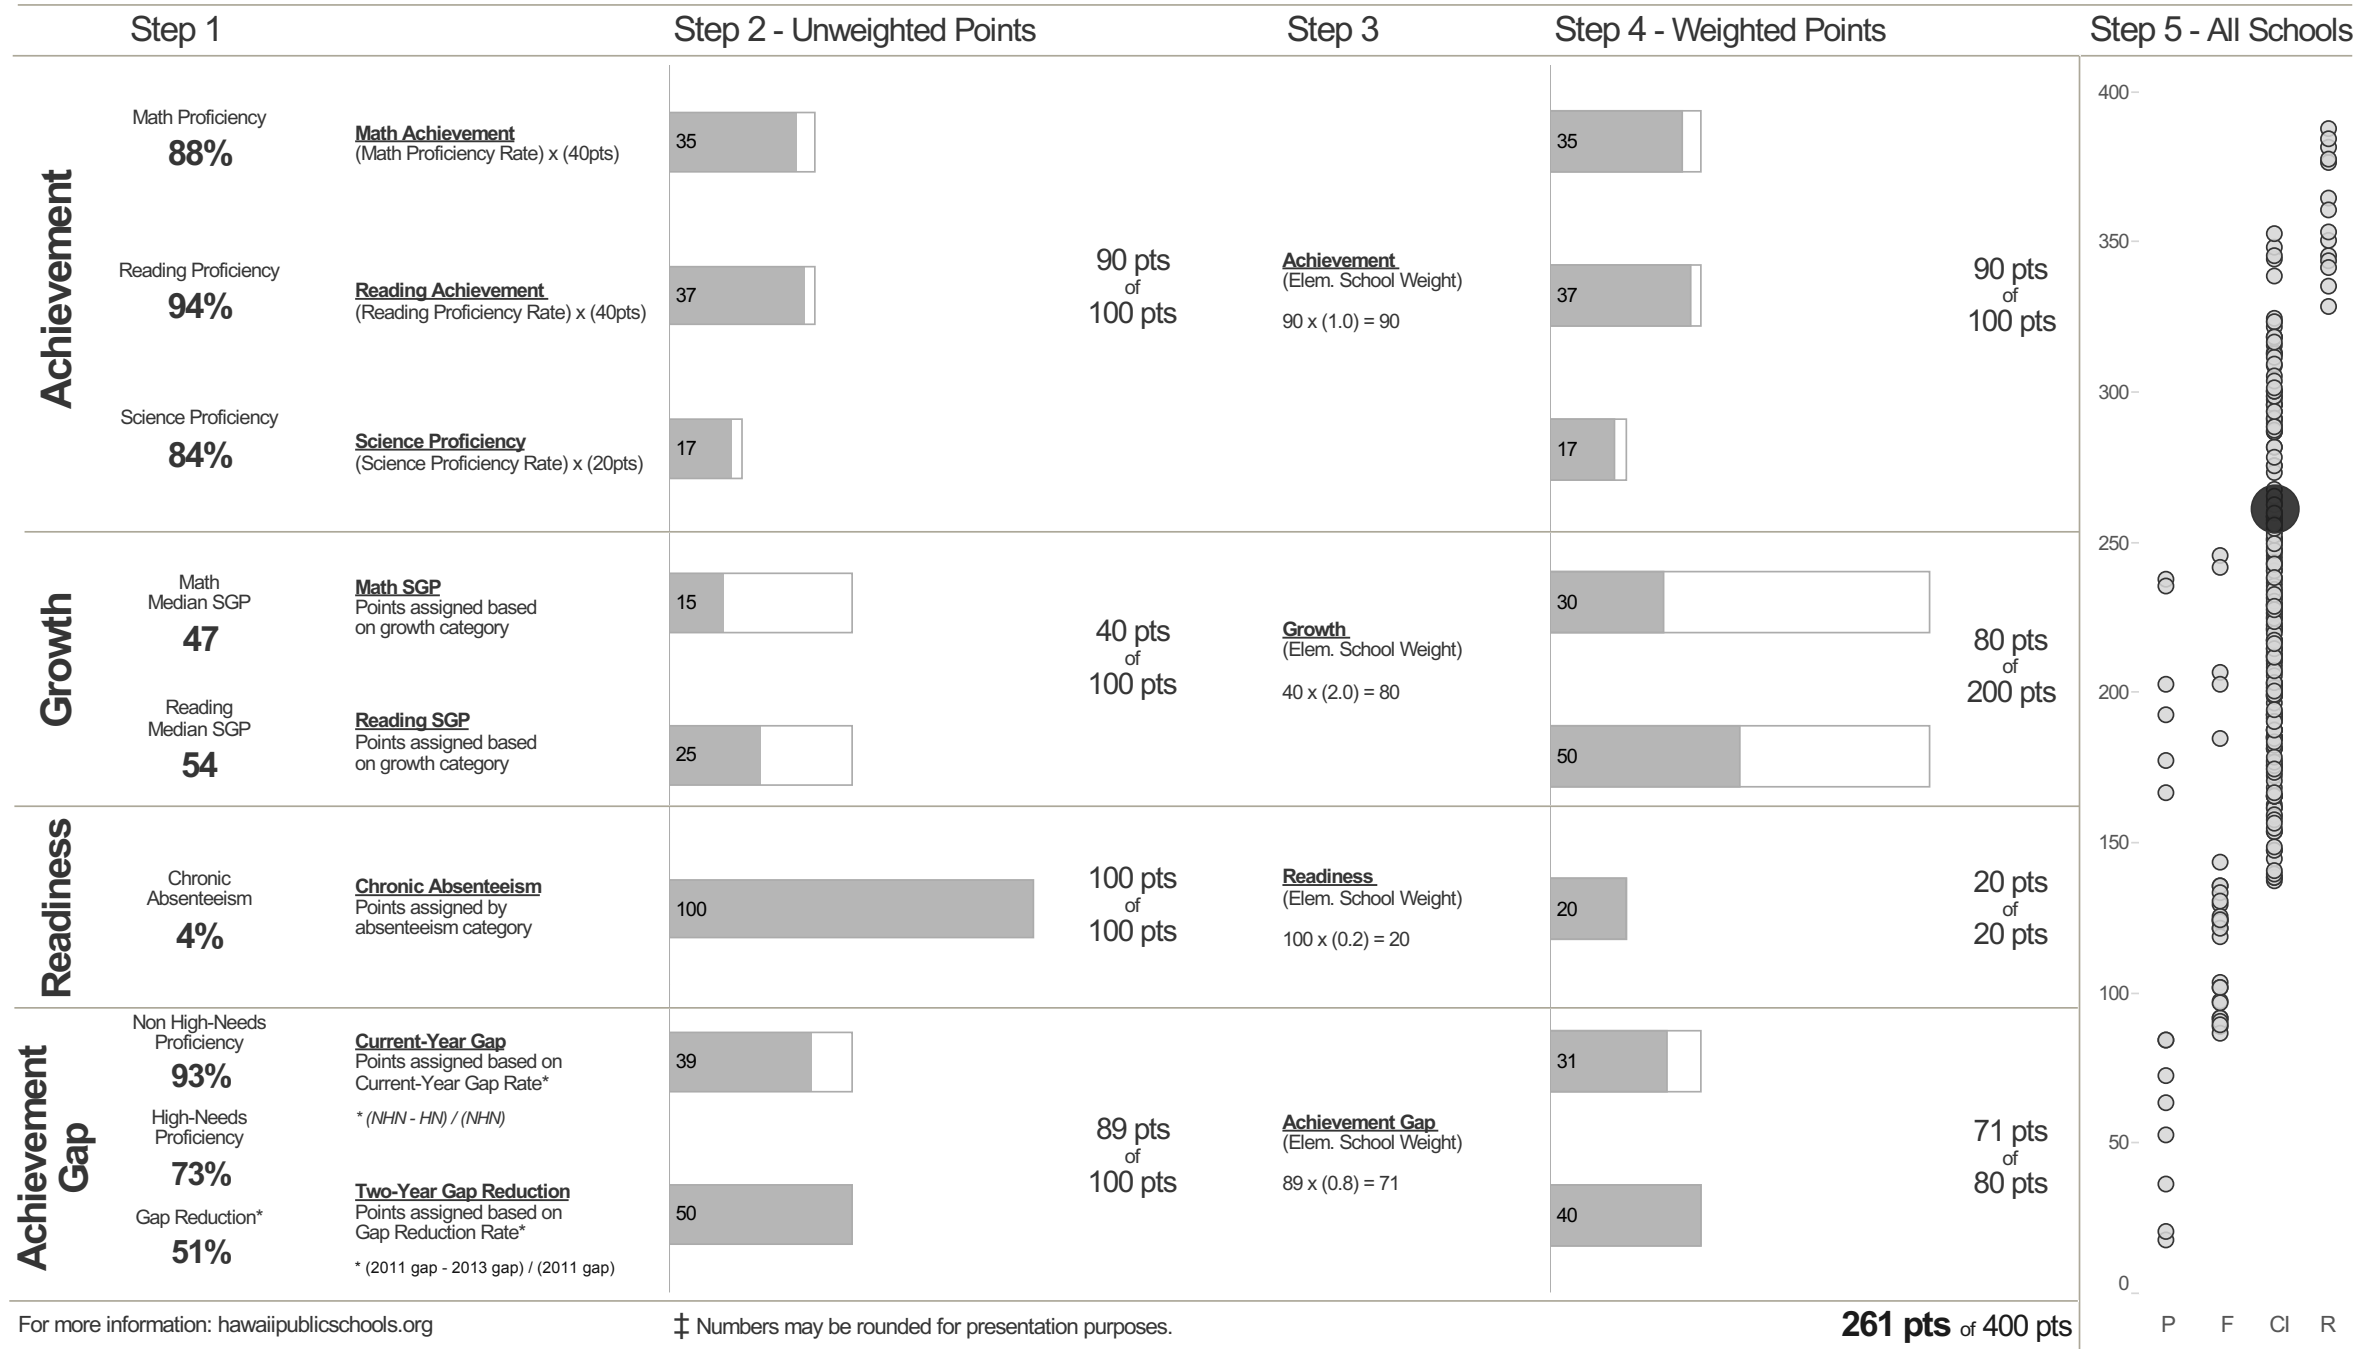 Step 1
Step 2 - Unweighted Points
Step 3
Step 4 - Weighted Points
Step 5 - All Schools
Achievement
Math Proficiency
88%
Math Achievement
(Math Proficiency Rate) x (40pts)
35
35
Reading Proficiency
94%
Reading Achievement
(Reading Proficiency Rate) x (40pts)
37
90 pts
of
100 pts
Achievement
(Elem. School Weight)
90 x (1.0) = 90
37
90 pts
of
100 pts
Science Proficiency
84%
Science Proficiency
(Science Proficiency Rate) x (20pts)
17
17
Growth
Math
Median SGP
47
Math SGP
Points assigned based
on growth category
15
40 pts
of
100 pts
Growth
(Elem. School Weight)
40 x (2.0) = 80
30
80 pts
of
200 pts
Reading
Median SGP
54
Reading SGP
Points assigned based
on growth category
25
50
Readiness
Chronic
Absenteeism
4%
Chronic Absenteeism
Points assigned by
absenteeism category
100
100 pts
of
100 pts
Readiness
(Elem. School Weight)
100 x (0.2) = 20
20
20 pts
of
20 pts
Achievement
Gap
Non High-Needs
Proficiency
93%
High-Needs
Proficiency
73%
Gap Reduction*
51%
Current-Year Gap
Points assigned based on
Current-Year Gap Rate*
* (NHN - HN) / (NHN)
Two-Year Gap Reduction
Points assigned based on
Gap Reduction Rate*
* (2011 gap - 2013 gap) / (2011 gap)
39
50
89 pts
of
100 pts
Achievement Gap
(Elem. School Weight)
89 x (0.8) = 71
31
40
71 pts
of
80 pts
400
350
300
250
200
150
100
50
0
P F CI R
For more information: hawaiipublicschools.org
‡ Numbers may be rounded for presentation purposes.
261 pts of 400 pts